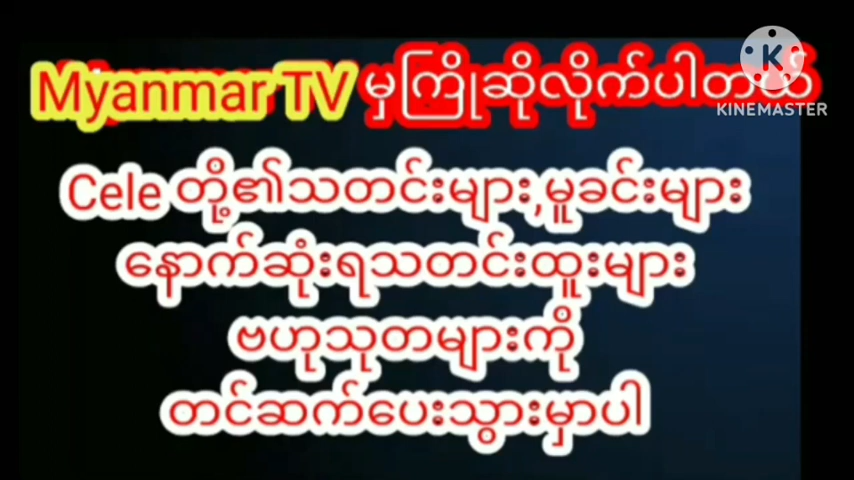 Myanmar TV မှကြိုဆိုလိုက်ပါတယ်
KINEMASTER
Cele တို့၏သတင်းများ,မူခင်းများ
နောက်ဆုံးရသတင်းထူးများ
ဗဟုသုတများကို
တင်ဆက်ပေးသွားမှာပါ